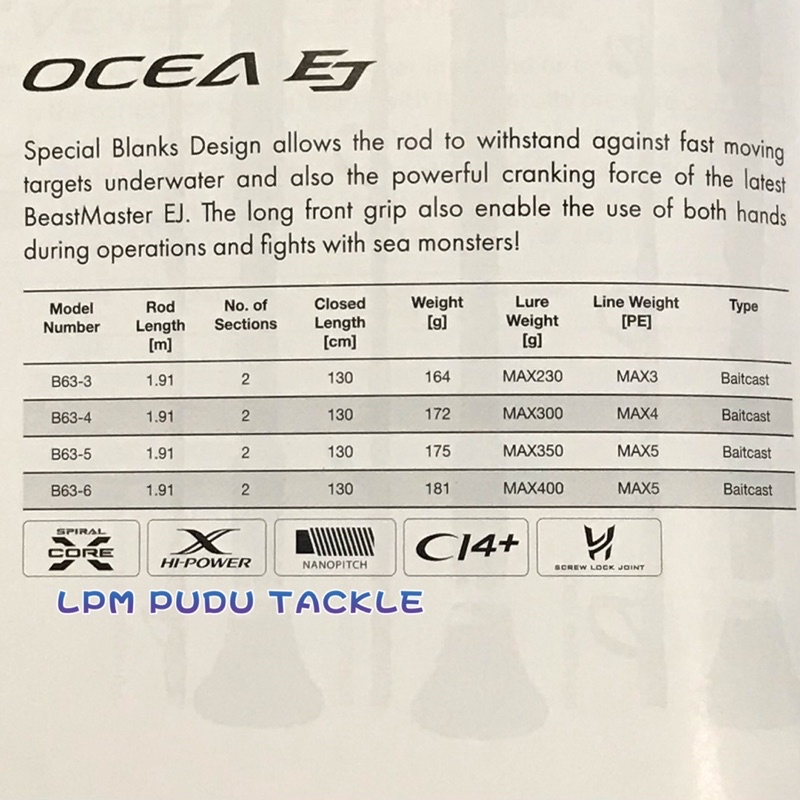 OCEA EJ
Special Blanks Design allows the rod to withstand against fast moving
targets underwater and also the powerful cranking force of the latest
BeastMaster EJ. The long front grip also enable the use of both hands
during operations and fights with sea monsters!
Model Number Rod Length [m] No. of Sections Closed Length [cm] Weight [g] Lure Weight [g] Line Weight [PE] Type
B63-3 1.91 2 130 164 MAX230 MAX3 Baitcast
B63-4 1.91 2 130 172 MAX300 MAX4 Baitcast
B63-5 1.91 2 130 175 MAX350 MAX5 Baitcast
B63-6 1.91 2 130 181 MAX400 MAX5 Baitcast
SPIRAL X CORE X HI-POWER NANOPITCH CI4+ SCREW LOCK JOINT
LPM PUDU TACKLE